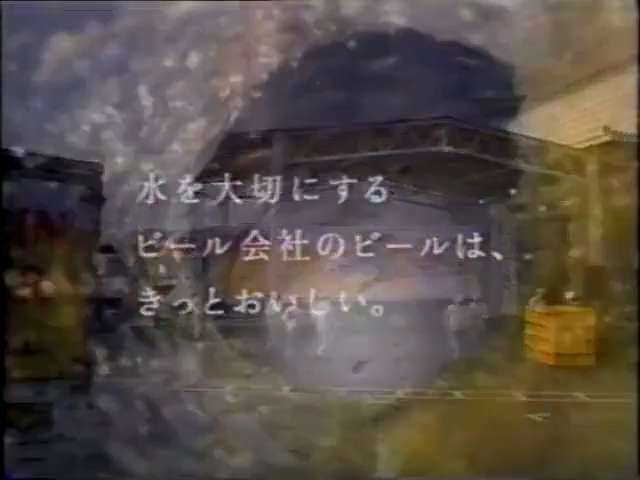 水を大切にする
ビール会社のビールは、
きっとおいしい。